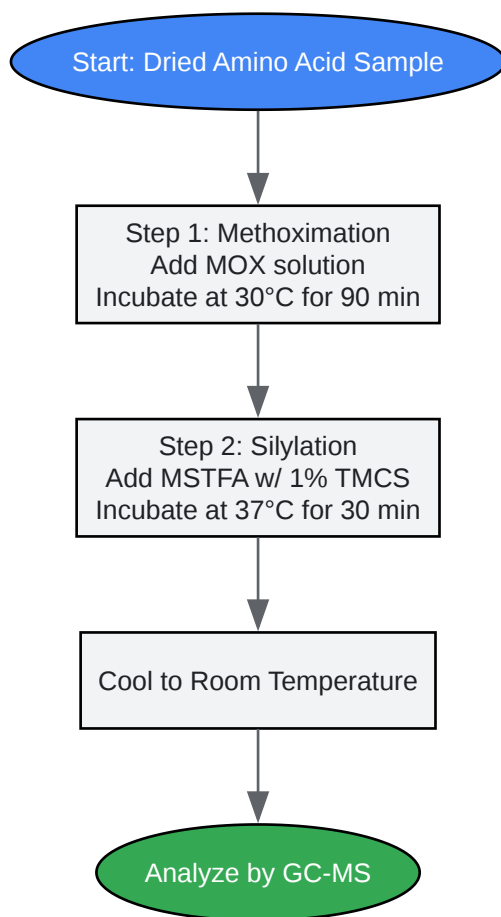 Start: Dried Amino Acid Sample
Step 1: Methoximation
Add MOX solution
Incubate at 30°C for 90 min
Step 2: Silylation
Add MSTFA w/ 1% TMCS
Incubate at 37°C for 30 min
Cool to Room Temperature
Analyze by GC-MS